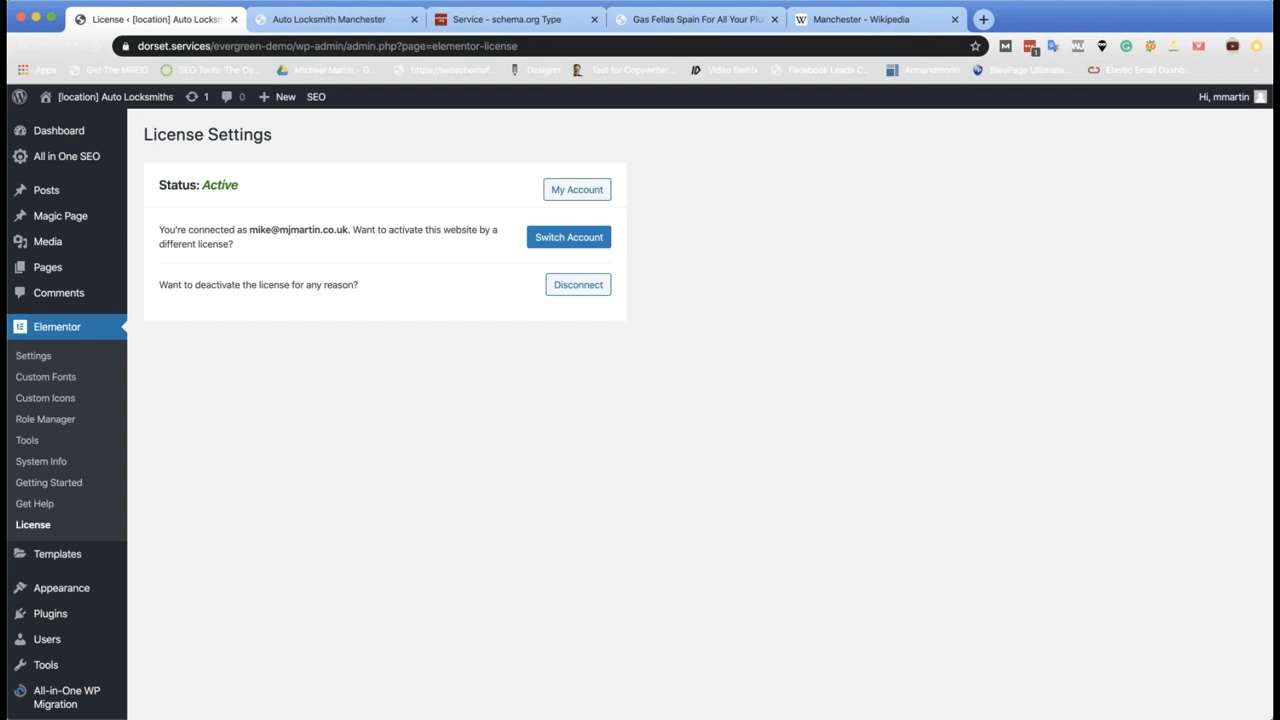 License < [location] Auto Locksm
Auto Locksmith Manchester
Service - schema.org Type
Gas Fellas Spain For All Your Plu
Manchester - Wikipedia
dorset.services/evergreen-demo/wp-admin/admin.php?page=elementor-license
Apps
Get The MREID
SEO Tools: The Co...
Michael Martin - G...
https://seoschemaf...
Designrr
Test for Copywriter...
Video Remix
Facebook Leads C...
Armandmorin
BleuPage Ultimate...
Elastic Email Dashb...
[location] Auto Locksmiths
1
0
New
SEO
Hi, mmartin
Dashboard
All in One SEO
Posts
Magic Page
Media
Pages
Comments
Elementor
Settings
Custom Fonts
Custom Icons
Role Manager
Tools
System Info
Getting Started
Get Help
License
Templates
Appearance
Plugins
Users
Tools
All-in-One WP
Migration
License Settings
Status: Active
My Account
You're connected as mike@mjmartin.co.uk. Want to activate this website by a
different license?
Switch Account
Want to deactivate the license for any reason?
Disconnect